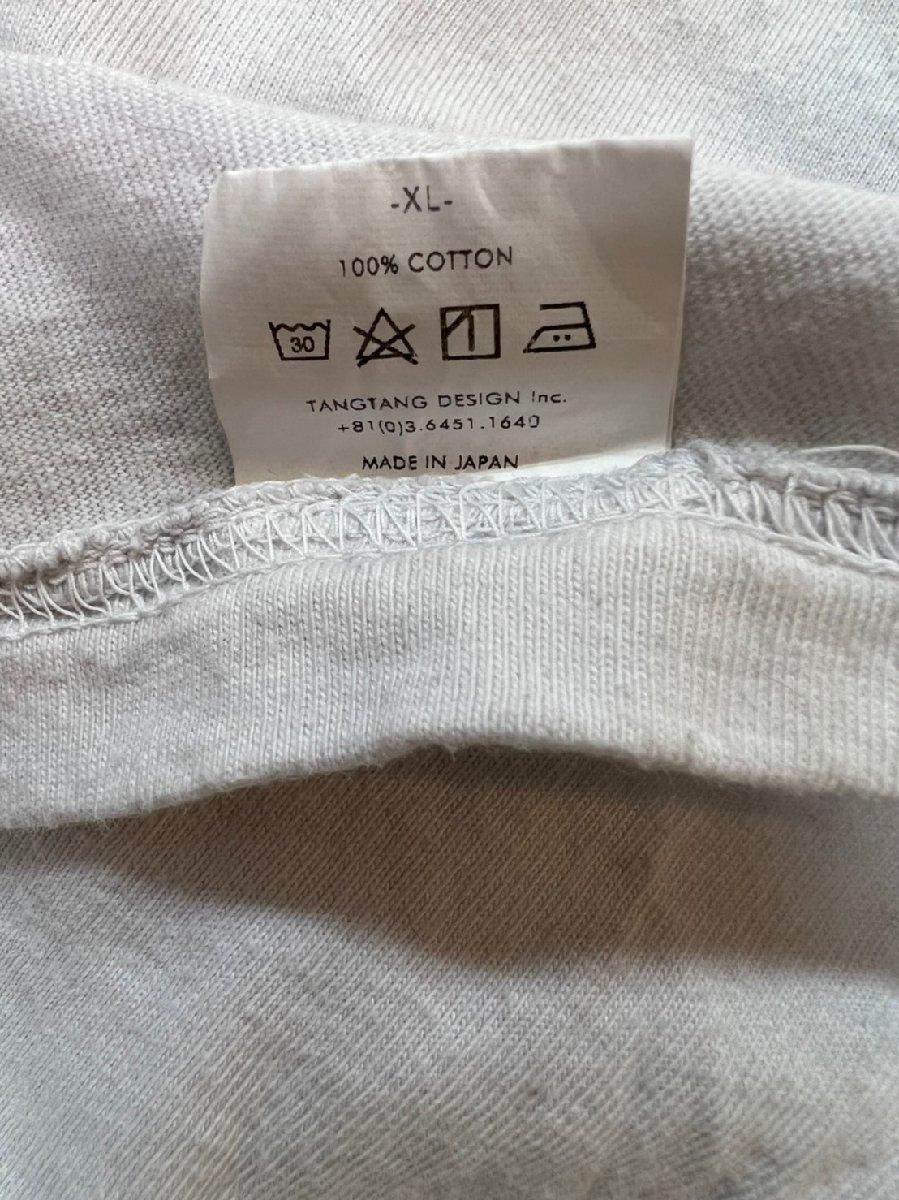 -XL-
100% COTTON
30
TANGTANG DESIGN Inc.
+81(0)3.6451.1640
MADE IN JAPAN